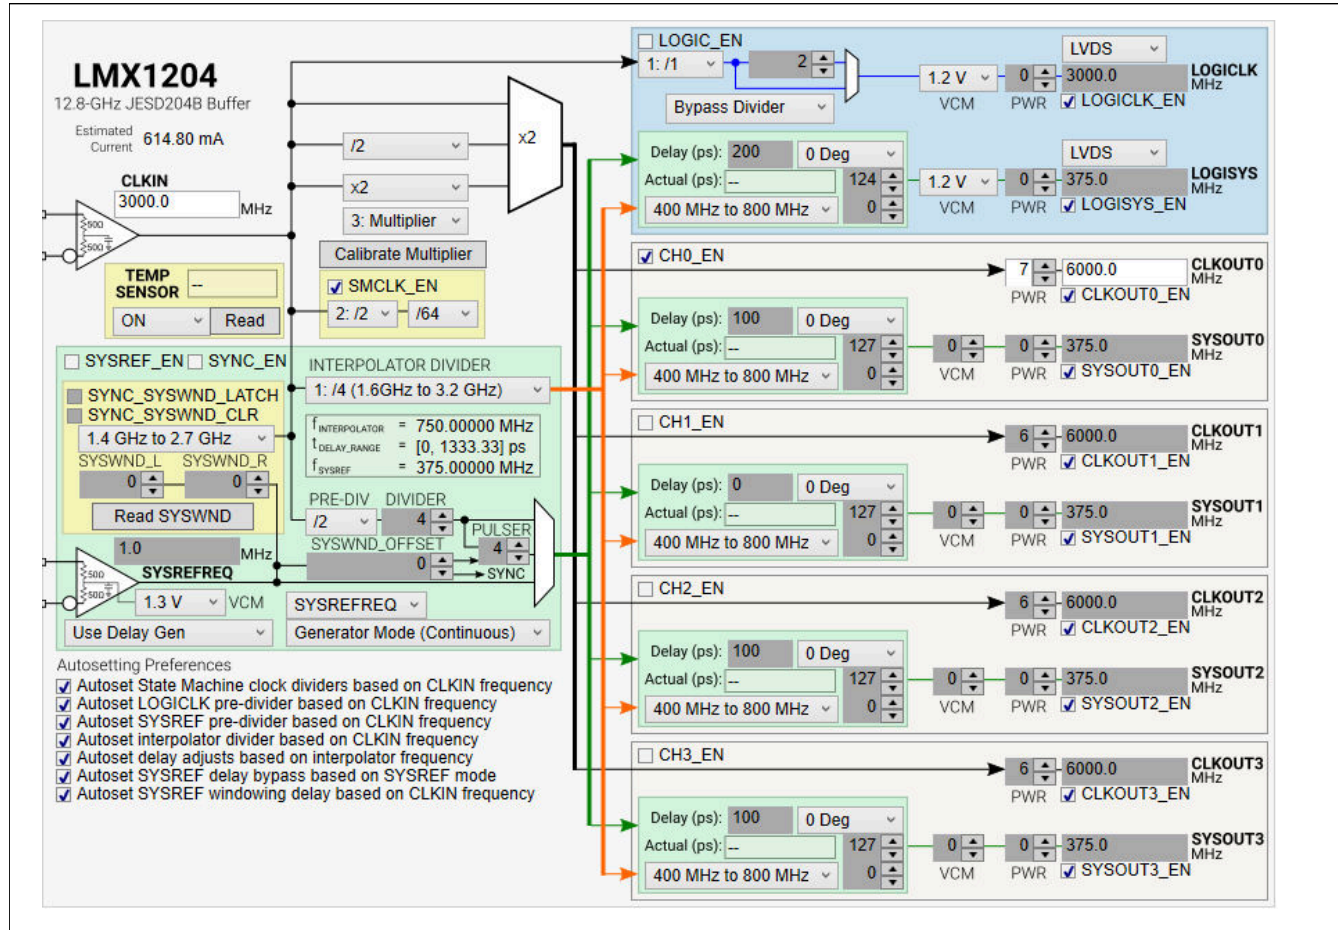 LMX1204
12.8-GHz JESD204B Buffer
Estimated Current 614.80 mA
CLKIN
3000.0 MHz
50Ω
50Ω
TEMP SENSOR --
ON Read
/2
x2
3: Multiplier
x2
Calibrate Multiplier
SMCLK_EN
2: /2 /64
SYSREF_EN SYNC_EN
SYNC_SYSWND_LATCH
SYNC_SYSWND_CLR
1.4 GHz to 2.7 GHz
SYSWND_L SYSWND_R
0 0
Read SYSWND
INTERPOLATOR DIVIDER
1: /4 (1.6GHz to 3.2 GHz)
fINTERPOLATOR = 750.00000 MHz
tDELAY_RANGE = [0, 1333.33] ps
fSYSREF = 375.00000 MHz
PRE-DIV DIVIDER
/2 4
PULSER
4
SYSWND_OFFSET
0
SYNC
1.0 MHz
SYSREFREQ
50Ω
50Ω
1.3 V VCM
SYSREFREQ
Use Delay Gen
Generator Mode (Continuous)
Autosetting Preferences
Autoset State Machine clock dividers based on CLKIN frequency
Autoset LOGICLK pre-divider based on CLKIN frequency
Autoset SYSREF pre-divider based on CLKIN frequency
Autoset interpolator divider based on CLKIN frequency
Autoset delay adjusts based on interpolator frequency
Autoset SYSREF delay bypass based on SYSREF mode
Autoset SYSREF windowing delay based on CLKIN frequency
LOGIC_EN
1: /1 2
Bypass Divider
LVDS
1.2 V 0 3000.0 LOGICLK MHz
VCM PWR LOGICLK_EN
Delay (ps): 200 0 Deg
Actual (ps): -- 124
400 MHz to 800 MHz 0
LVDS
1.2 V 0 375.0 LOGISYS MHz
VCM PWR LOGISYS_EN
CH0_EN
7 6000.0 CLKOUT0 MHz
PWR CLKOUT0_EN
Delay (ps): 100 0 Deg
Actual (ps): -- 127
400 MHz to 800 MHz 0
0 0 375.0 SYSOUT0 MHz
VCM PWR SYSOUT0_EN
CH1_EN
6 6000.0 CLKOUT1 MHz
PWR CLKOUT1_EN
Delay (ps): 0 0 Deg
Actual (ps): -- 127
400 MHz to 800 MHz 0
0 0 375.0 SYSOUT1 MHz
VCM PWR SYSOUT1_EN
CH2_EN
6 6000.0 CLKOUT2 MHz
PWR CLKOUT2_EN
Delay (ps): 100 0 Deg
Actual (ps): -- 127
400 MHz to 800 MHz 0
0 0 375.0 SYSOUT2 MHz
VCM PWR SYSOUT2_EN
CH3_EN
6 6000.0 CLKOUT3 MHz
PWR CLKOUT3_EN
Delay (ps): 100 0 Deg
Actual (ps): -- 127
400 MHz to 800 MHz 0
0 0 375.0 SYSOUT3 MHz
VCM PWR SYSOUT3_EN